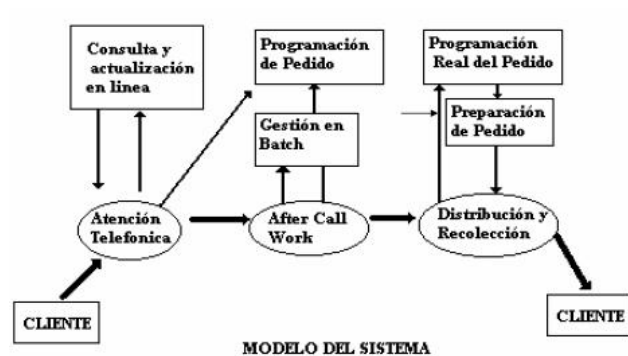 Consulta y
actualización
en linea
Programación
de Pedido
Programación
Real del Pedido
Gestión en
Batch
Preparación
de Pedido
Atención
Telefonica
After Call
Work
Distribución y
Recolección
CLIENTE
CLIENTE
MODELO DEL SISTEMA